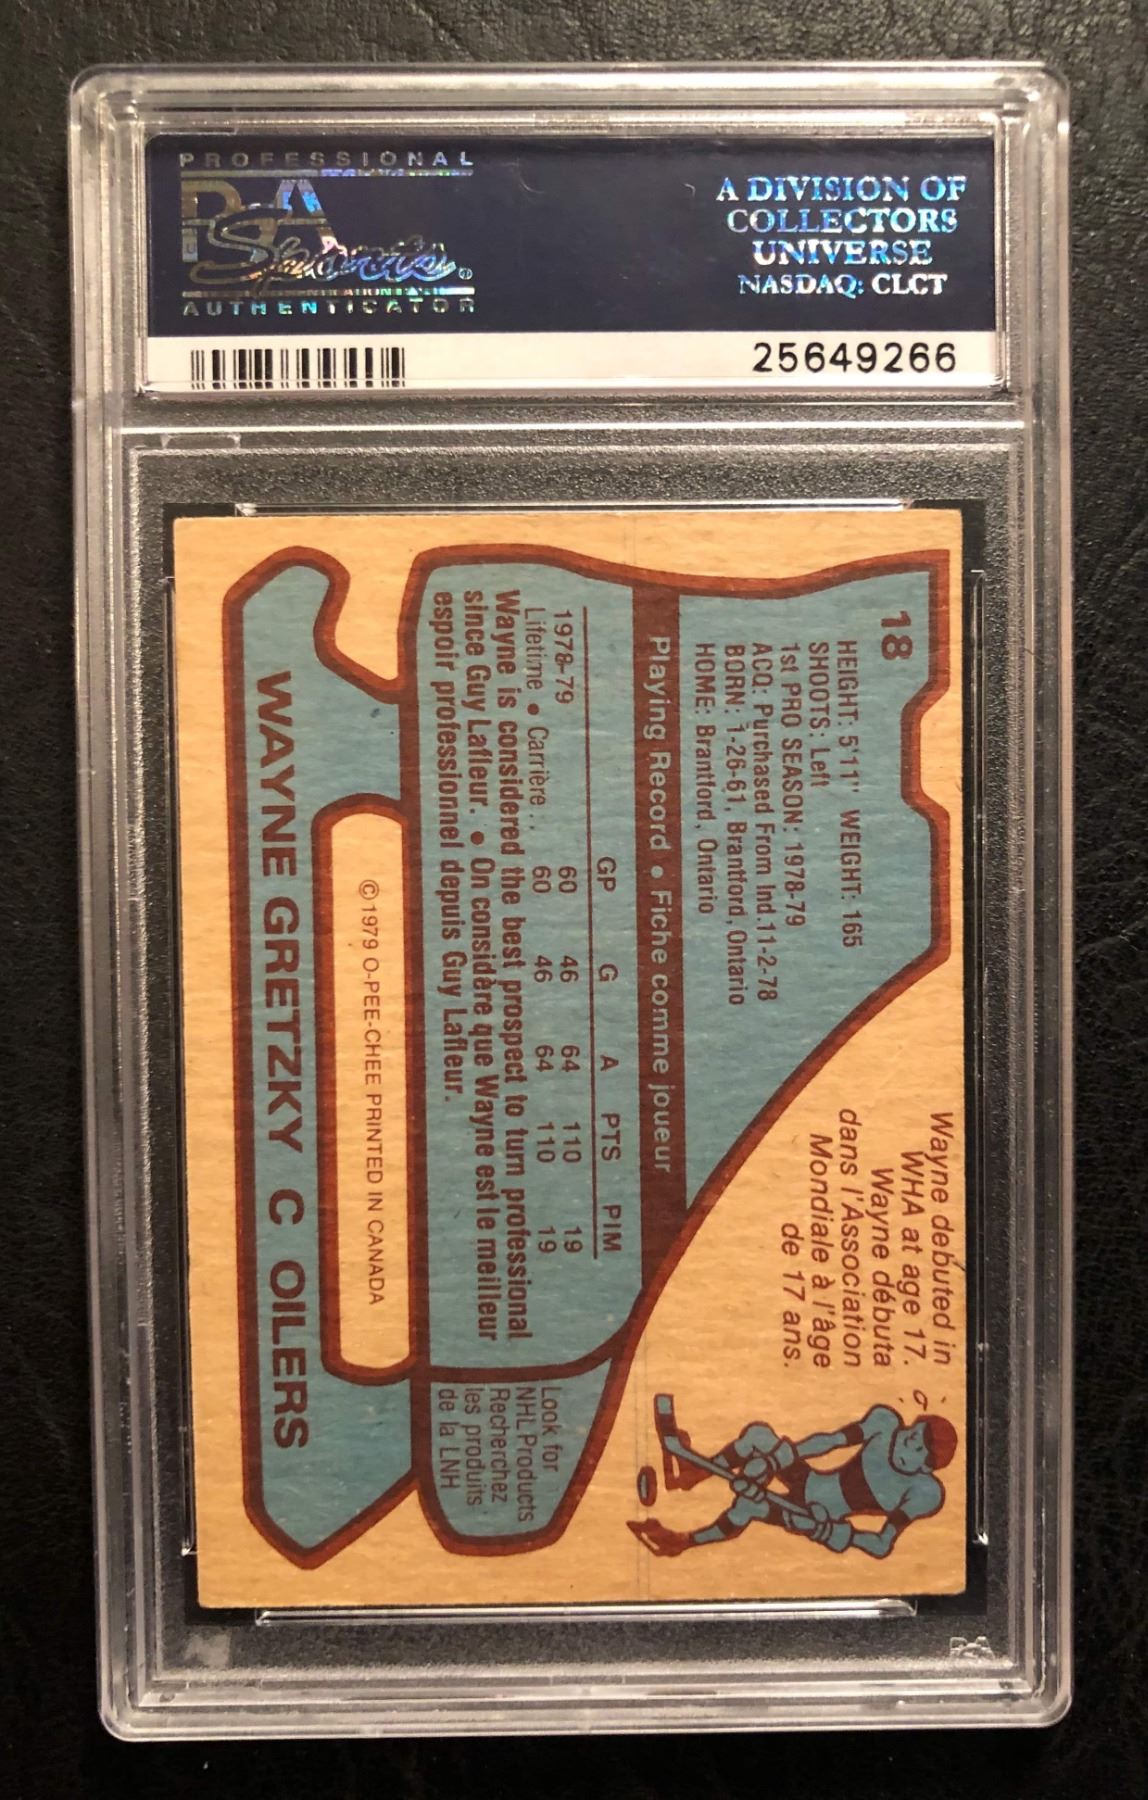 PROFESSIONAL
PSA
Sports
AUTHENTICATOR
A DIVISION OF
COLLECTORS
UNIVERSE
NASDAQ: CLCT
25649266
18
HEIGHT: 5'11" WEIGHT: 165
SHOOTS: Left
1st PRO SEASON: 1978-79
ACQ: Purchased From Ind.11-2-78
BORN: 1-26-61, Brantford, Ontario
HOME: Brantford, Ontario
Wayne debuted in
WHA at age 17.
Wayne débuta
dans l'Association
Mondiale à l'âge
de 17 ans.
Playing Record • Fiche comme joueur
GP G A PTS PIM
1978-79 60 46 64 110 19
Lifetime • Carrière .. 60 46 64 110 19
Wayne is considered the best prospect to turn professional
since Guy Lafleur. • On considère que Wayne est le meilleur
espoir professionnel depuis Guy Lafleur.
Look for
NHL Products
Recherchez
les produits
de la LNH
©1979 O-PEE-CHEE PRINTED IN CANADA
WAYNE GRETZKY C OILERS
PSA